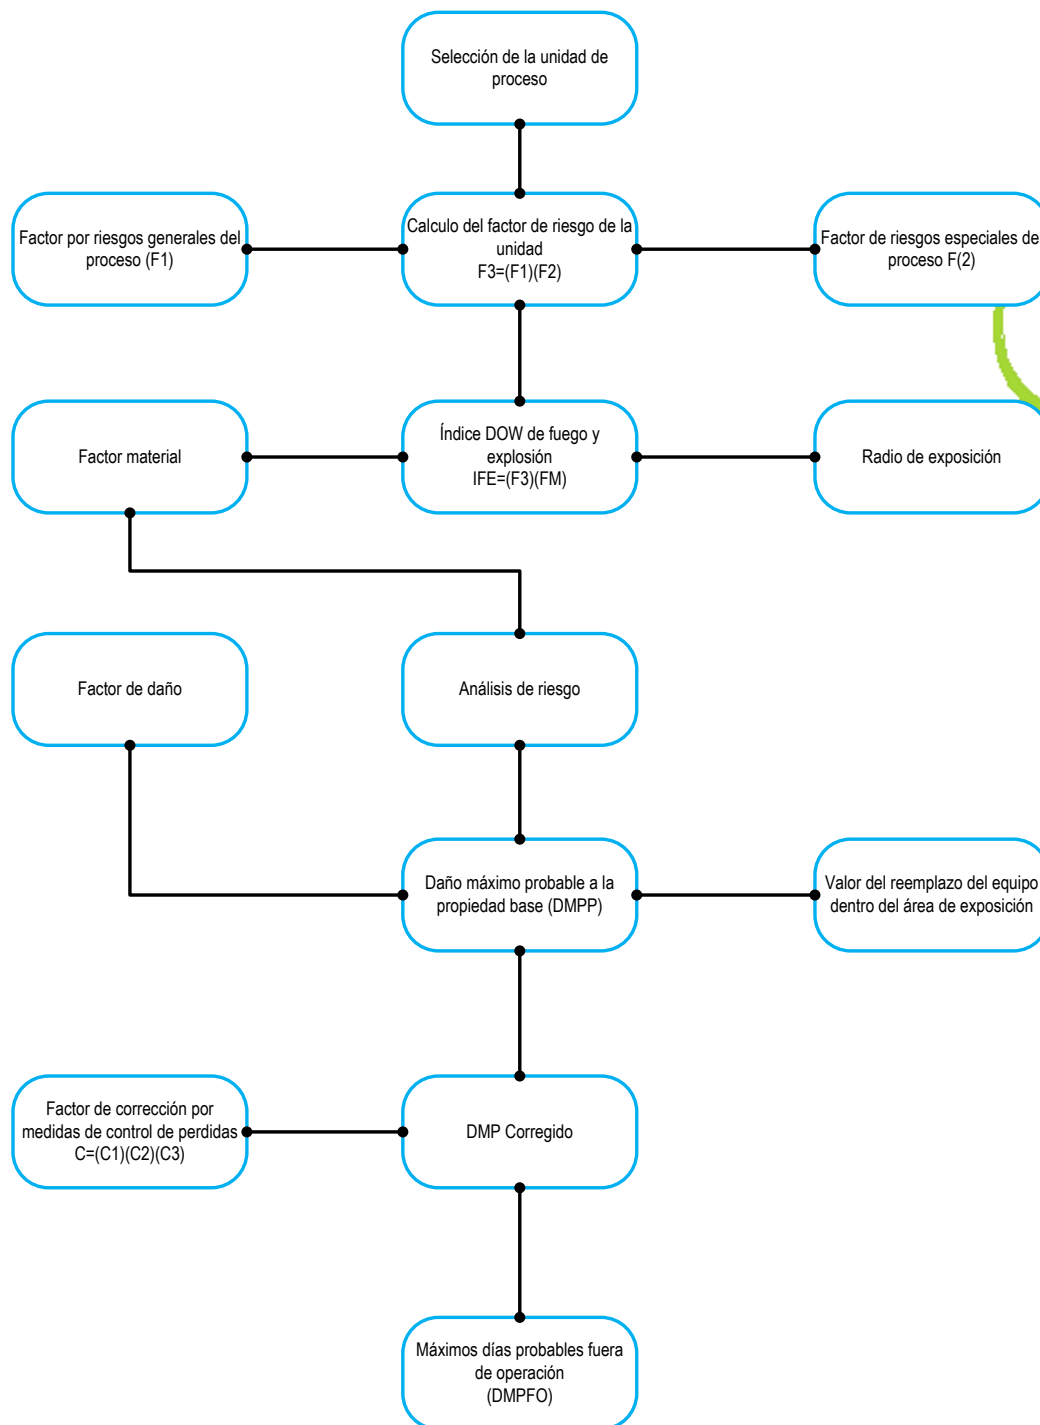 Selección de la unidad de
proceso
Factor por riesgos generales del
proceso (F1)
Calculo del factor de riesgo de la
unidad
F3=(F1)(F2)
Factor de riesgos especiales de
proceso F(2)
Factor material
Índice DOW de fuego y
explosión
IFE=(F3)(FM)
Radio de exposición
Factor de daño
Análisis de riesgo
Daño máximo probable a la
propiedad base (DMPP)
Valor del reemplazo del equipo
dentro del área de exposición
Factor de corrección por
medidas de control de perdidas
C=(C1)(C2)(C3)
DMP Corregido
Máximos días probables fuera
de operación
(DMPFO)